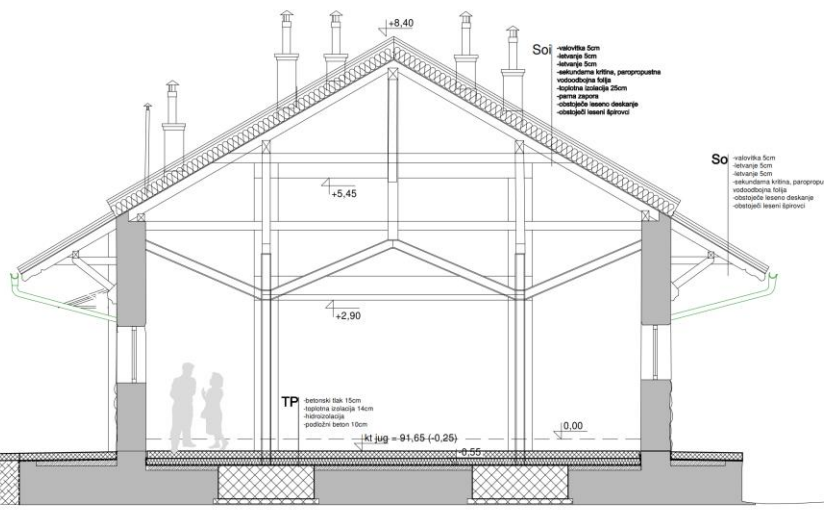 +8,40
Soi
-valovitka 5cm
-letvanje 5cm
-letvanje 5cm
-sekundarna kritina, paropropustna
vodoodbojna folija
-toplotna izolacija 25cm
-parna zapora
-obstoječe leseno deskanje
-obstoječi leseni špirovci
So
-valovitka 5cm
-letvanje 5cm
-letvanje 5cm
-sekundarna kritina, paropropu
vodoodbojna folija
-obstoječe leseno deskanje
-obstoječi leseni špirovci
+5,45
+2,90
TP
-betonski tlak 15cm
-toplotna izolacija 14cm
-hidroizolacija
-podložni beton 10cm
0,00
kt jug = 91,65 (-0,25)
-0,55